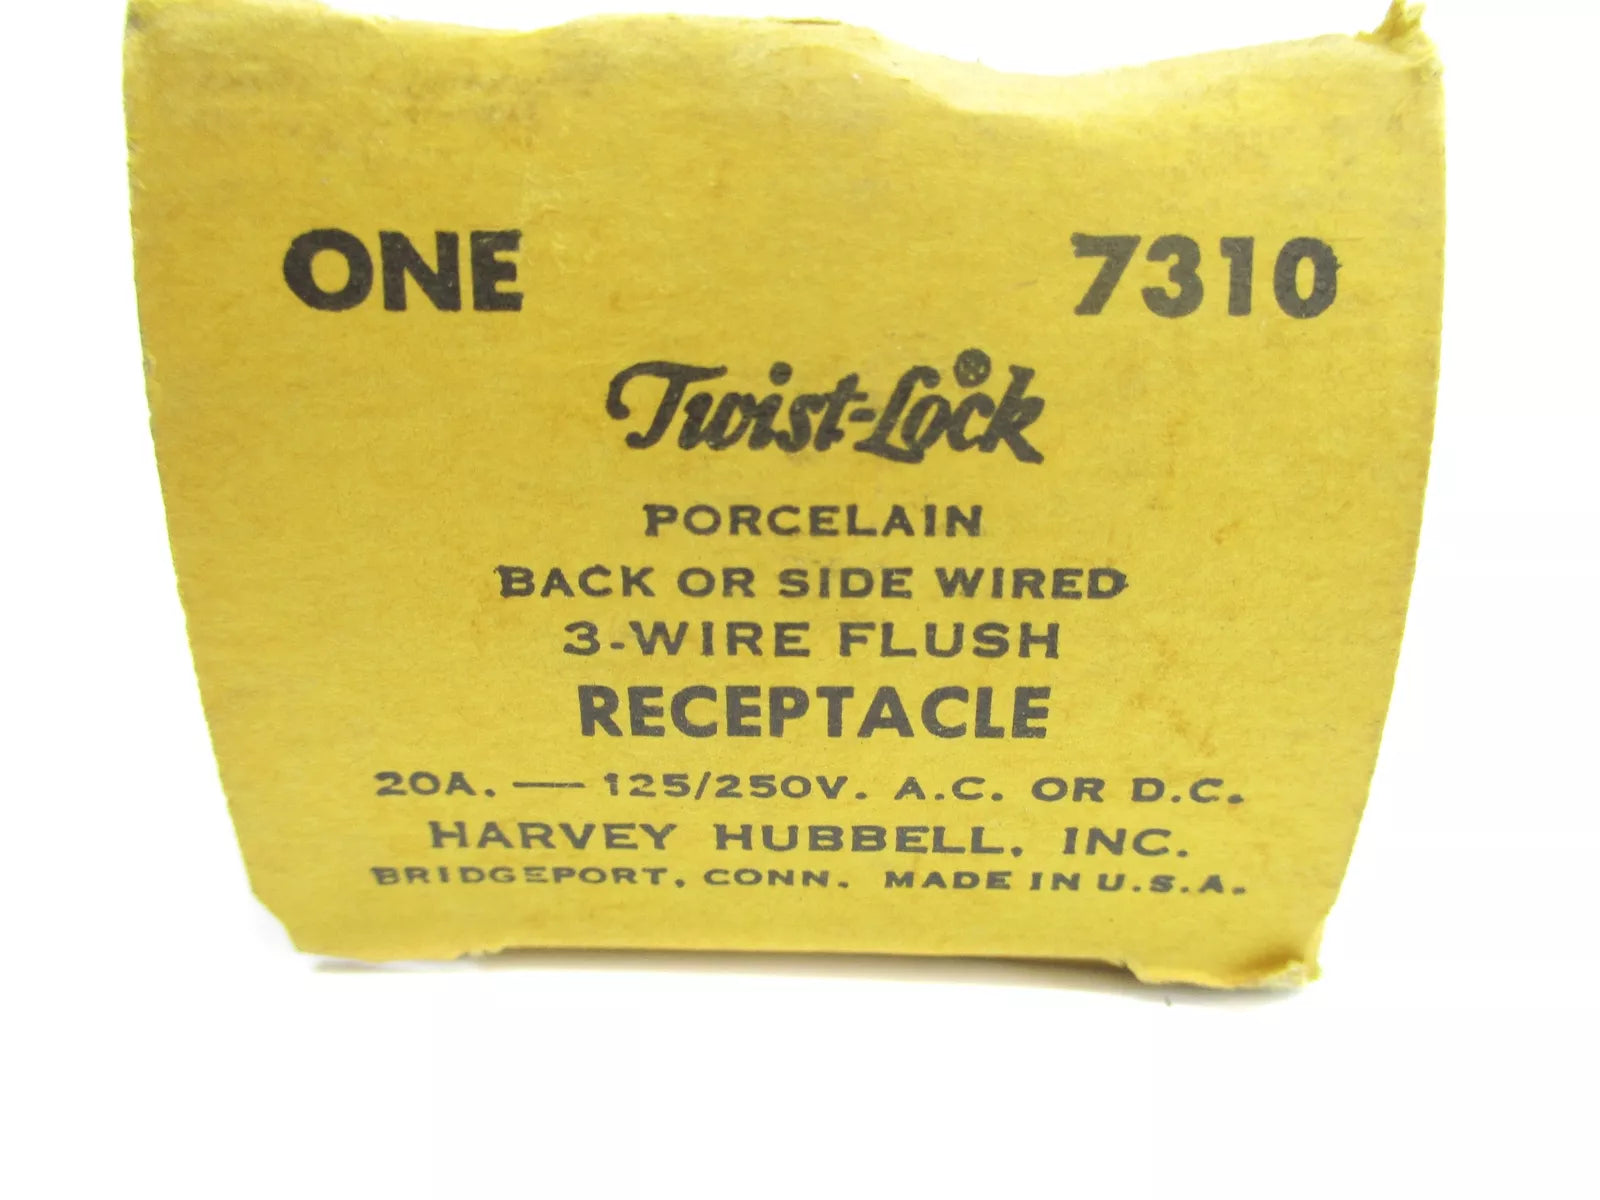 ONE 7310
Twist-Lock®
PORCELAIN
BACK OR SIDE WIRED
3-WIRE FLUSH
RECEPTACLE
20A. — 125/250V. A.C. OR D.C.
HARVEY HUBBELL, INC.
BRIDGEPORT, CONN. MADE IN U.S.A.